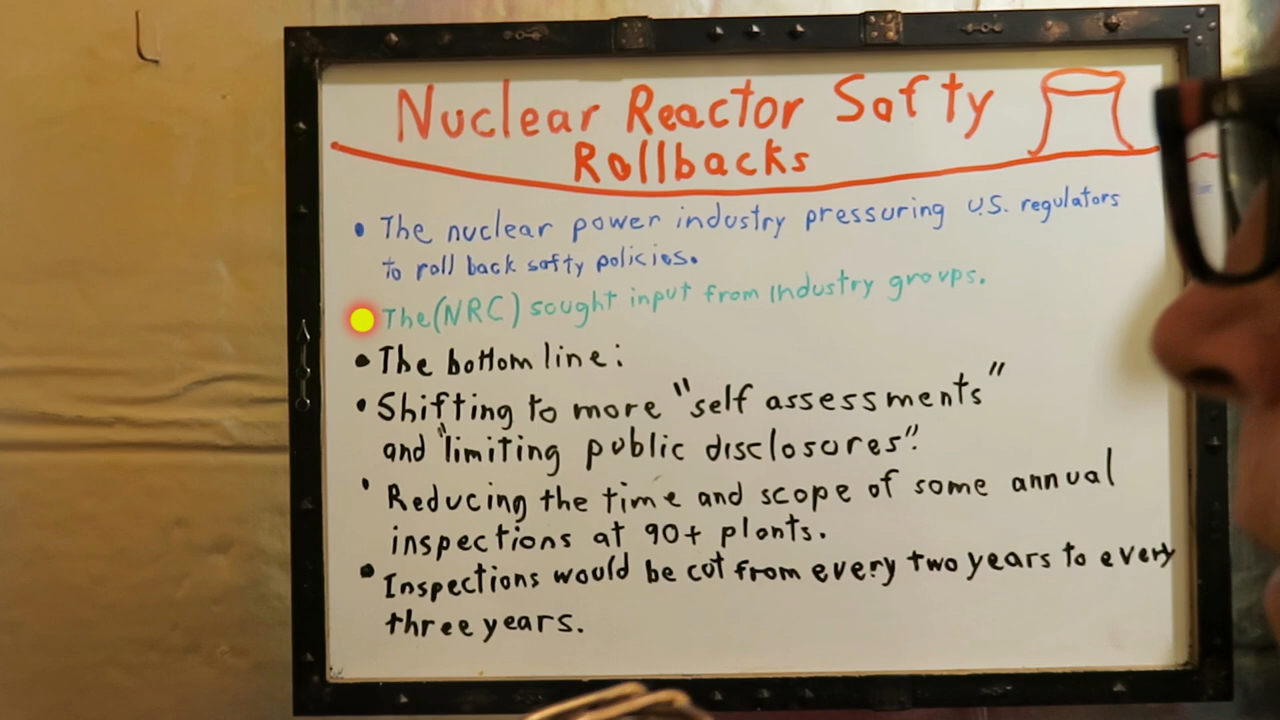 Nuclear Reactor Safty
Rollbacks
• The nuclear power industry pressuring U.S. regulators
to roll back safty policies.
The (NRC) sought input from industry groups.
• The bottom line:
• Shifting to more "self assessments"
and "limiting public disclosures".
• Reducing the time and scope of some annual
inspections at 90+ plants.
• Inspections would be cut from every two years to every
three years.